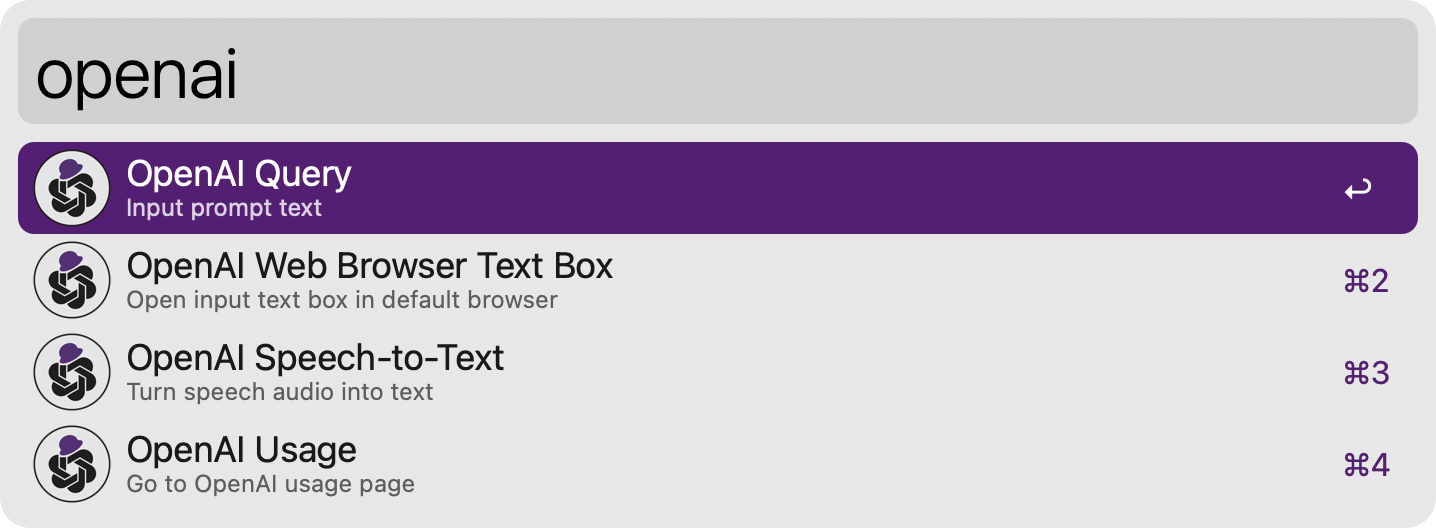 openai
OpenAI Query
Input prompt text
↩
OpenAI Web Browser Text Box
Open input text box in default browser
⌘2
OpenAI Speech-to-Text
Turn speech audio into text
⌘3
OpenAI Usage
Go to OpenAI usage page
⌘4